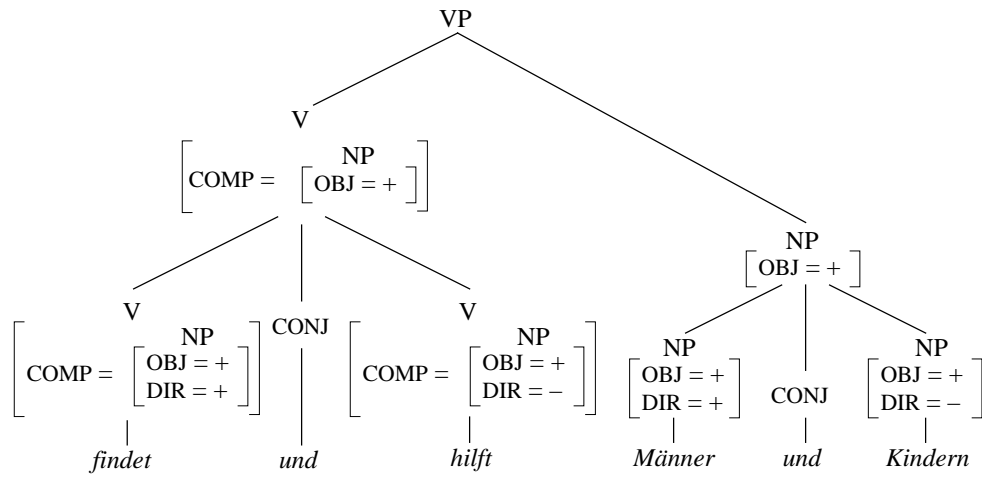 VP
V
NP
COMP = OBJ = +
NP
OBJ = +
V
CONJ
V
NP
COMP = OBJ = +
DIR = +
NP
COMP = OBJ = +
DIR = –
NP
OBJ = +
DIR = +
CONJ
NP
OBJ = +
DIR = –
findet und hilft Männer und Kindern